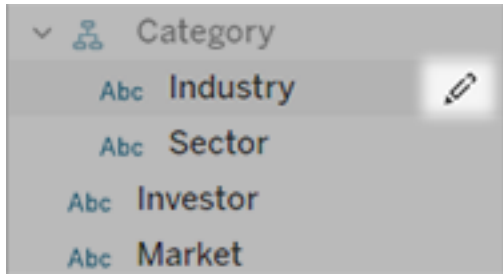 Category
Abc Industry
Abc Sector
Abc Investor
Abc Market